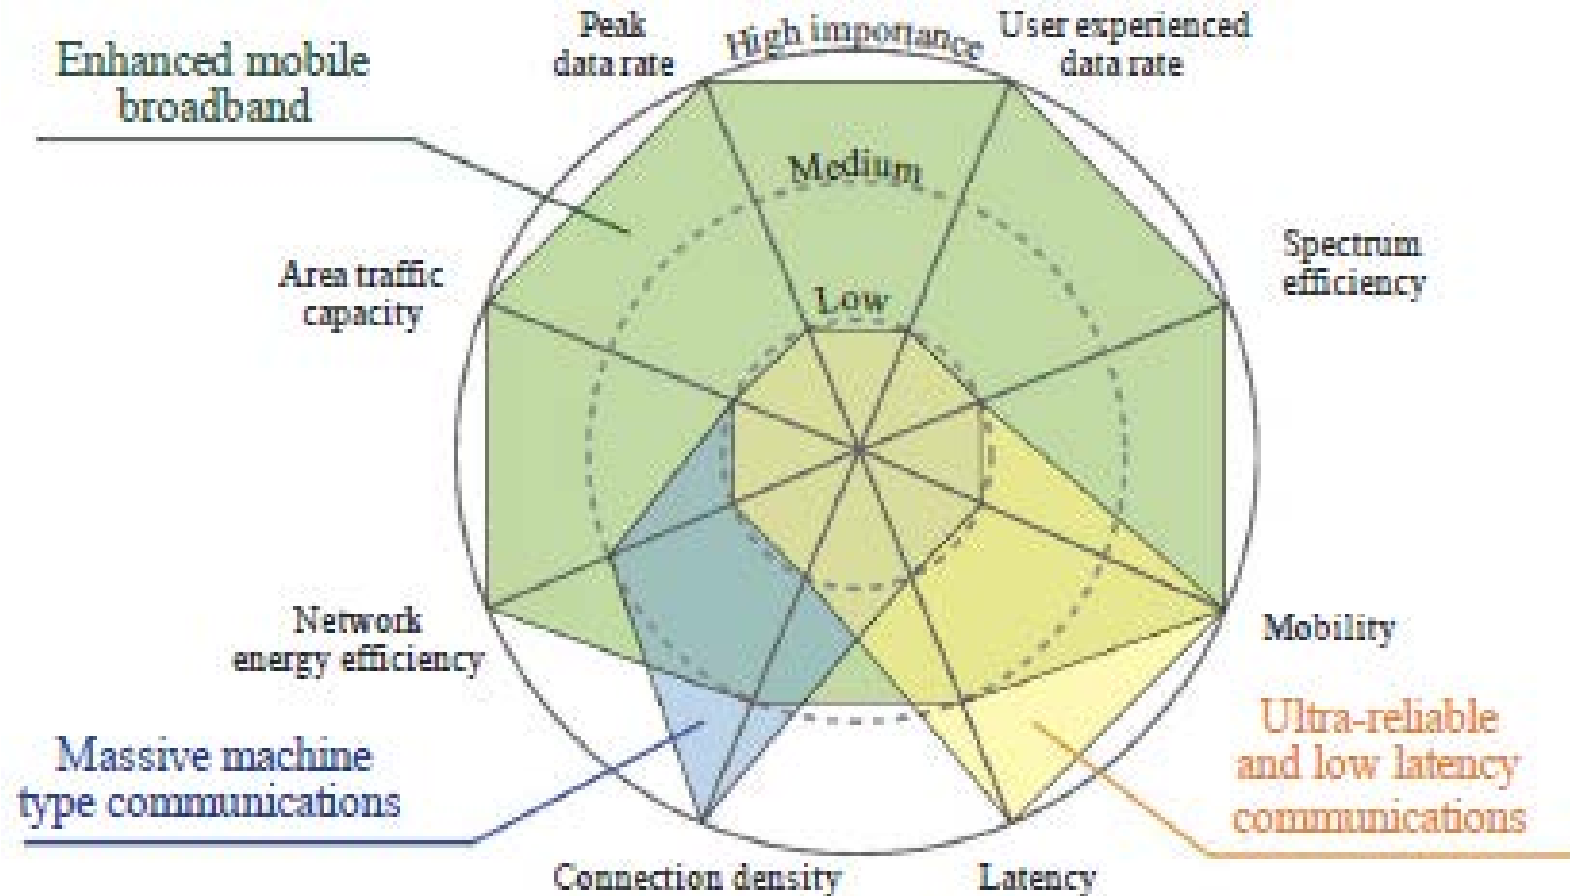 Peak
data rate
High importance
User experienced
data rate
Enhanced mobile
broadband
Medium
Spectrum
efficiency
Area traffic
capacity
Low
Network
energy efficiency
Mobility
Massive machine
type communications
Ultra-reliable
and low latency
communications
Connection density
Latency